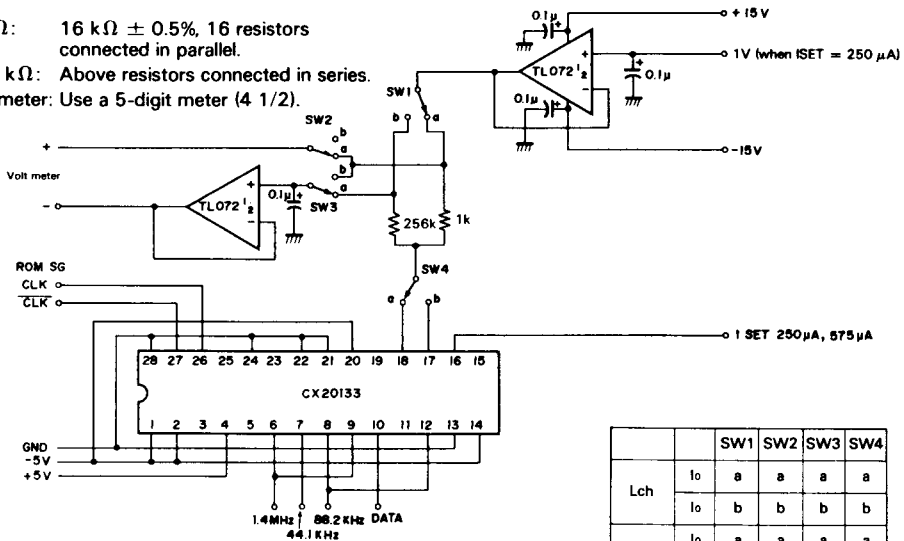 Ω: 16 kΩ ± 0.5%, 16 resistors
connected in parallel.
kΩ: Above resistors connected in series.
meter: Use a 5-digit meter (4 1/2).
0.1μ +
+15V
TL072 1/2
+
-
1V (when ISET = 250 μA)
+
0.1μ
0.1μ +
-15V
SW1
b a
SW2
b
a
b
a
SW3
+
Volt meter
-
TL072 1/2
+
-
0.1μ +
256k
1k
SW4
a b
ROM SG
CLK
CLK
I SET 250μA, 575μA
28 27 26 25 24 23 22 21 20 19 18 17 16 15
CX20133
1 2 3 4 5 6 7 8 9 10 11 12 13 14
GND
-5V
+5V
1.4MHz
44.1KHz
88.2KHz
DATA
SW1 SW2 SW3 SW4
Lch
Io a a a a
Io b b b b
Io a a a a